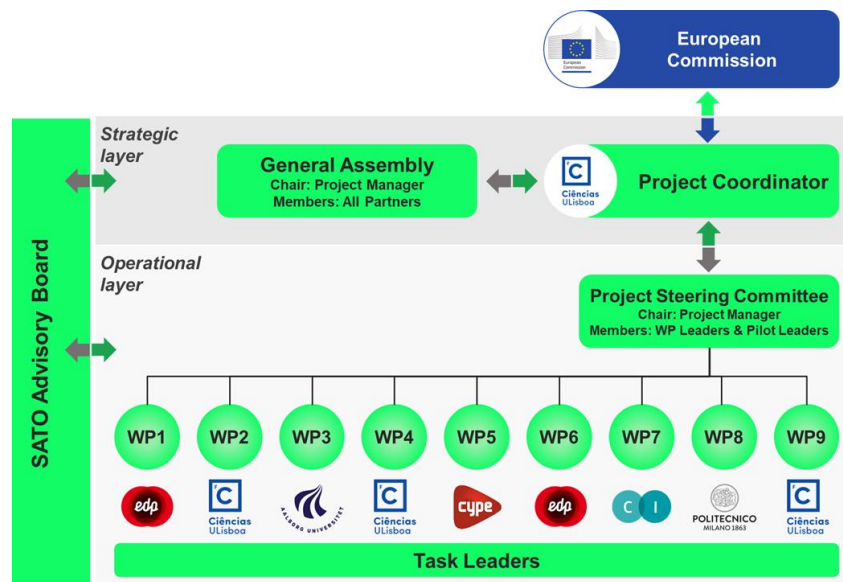 European
Commission
European
Commission
Strategic
layer
General Assembly
Chair: Project Manager
Members: All Partners
Ciências
ULisboa
Project Coordinator
SATO Advisory Board
Operational
layer
Project Steering Committee
Chair: Project Manager
Members: WP Leaders & Pilot Leaders
WP1 WP2 WP3 WP4 WP5 WP6 WP7 WP8 WP9
edp
Ciências
ULisboa
AALBORG UNIVERSITET
Ciências
ULisboa
cype
edp
C I
POLITECNICO
MILANO 1863
Ciências
ULisboa
Task Leaders